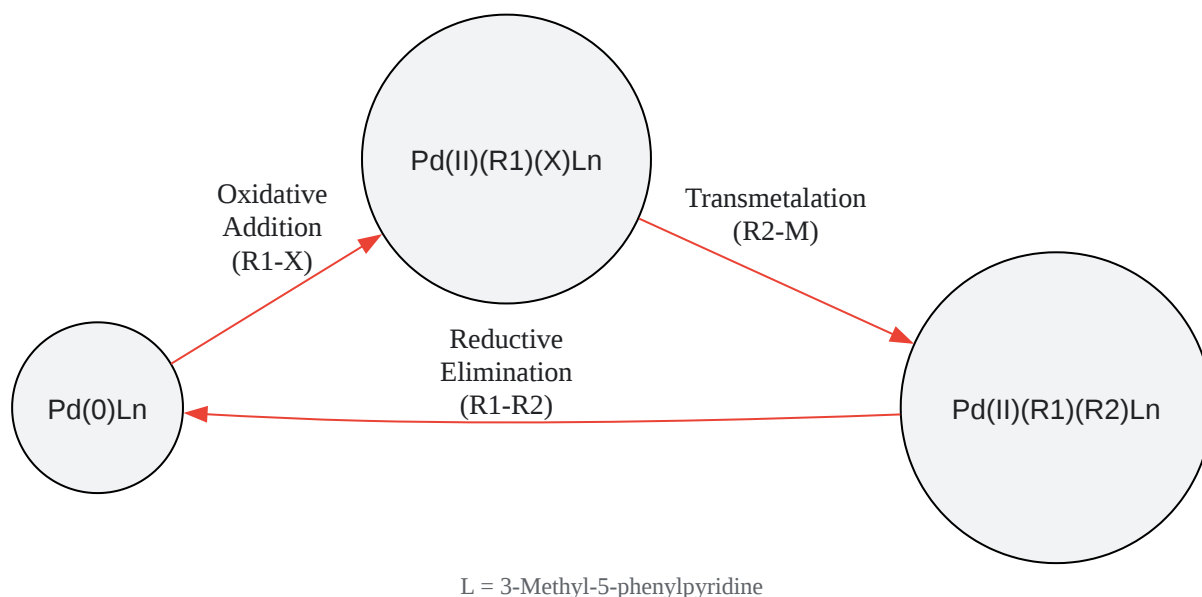 Pd(II)(R1)(X)Ln
Oxidative
Addition
(R1-X)
Transmetalation
(R2-M)
Reductive
Elimination
(R1-R2)
Pd(0)Ln
Pd(II)(R1)(R2)Ln
L = 3-Methyl-5-phenylpyridine